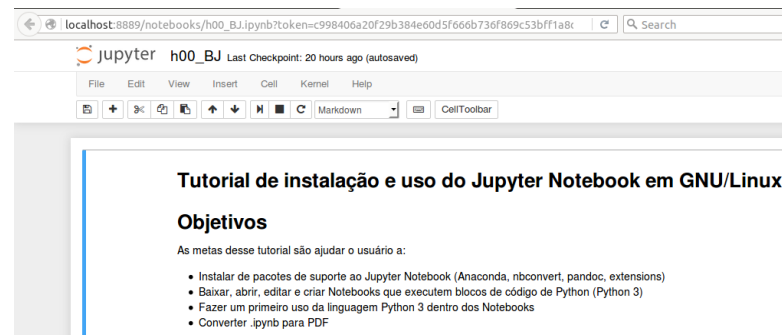 localhost:8889/notebooks/h00_BJ.ipynb?token=c998406a20f29b384e60d5f666b736f869c53bff1a8c
Search
jupyter h00_BJ Last Checkpoint: 20 hours ago (autosaved)
File Edit View Insert Cell Kernel Help
Markdown CellToolbar
Tutorial de instalação e uso do Jupyter Notebook em GNU/Linux
Objetivos
As metas desse tutorial são ajudar o usuário a:
• Instalar de pacotes de suporte ao Jupyter Notebook (Anaconda, nbconvert, pandoc, extensions)
• Baixar, abrir, editar e criar Notebooks que executem blocos de código de Python (Python 3)
• Fazer um primeiro uso da linguagem Python 3 dentro dos Notebooks
• Converter .ipynb para PDF